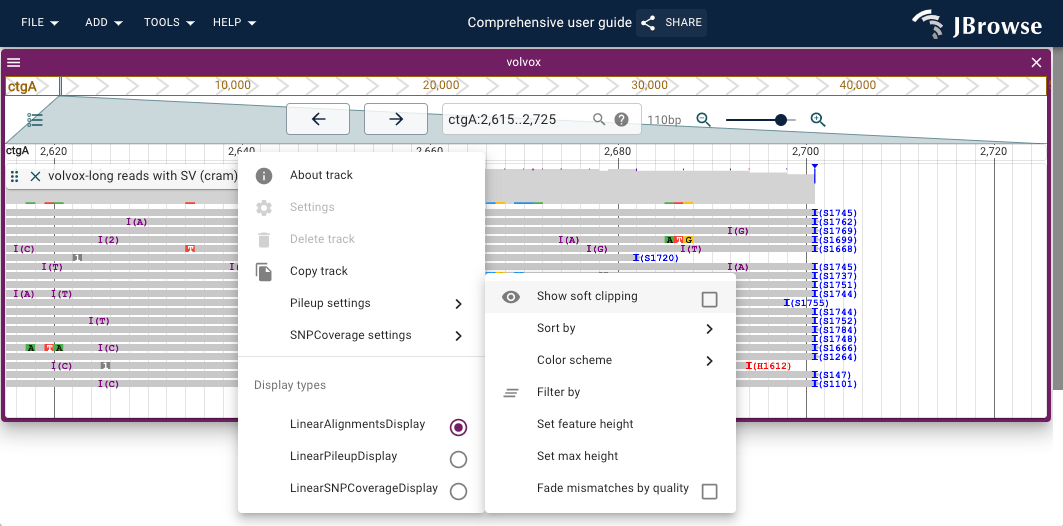 FILE ADD TOOLS HELP Comprehensive user guide SHARE JBrowse
volvox
ctgA 10,000 20,000 30,000 40,000
ctgA:2,615..2,725 110bp
ctgA 2,620 2,640 2,660 2,680 2,700 2,720
volvox-long reads with SV (cram)
About track
Settings
Delete track
Copy track
Pileup settings
SNPCoverage settings
Display types
LinearAlignmentsDisplay
LinearPileupDisplay
LinearSNPCoverageDisplay
Show soft clipping
Sort by
Color scheme
Filter by
Set feature height
Set max height
Fade mismatches by quality
I(S1745)
I(A) I(S1762)
I(G) I(S1769)
I(2) I(A) A T G I(S1699)
I(C) T I(G) I(T) I(S1668)
I I(S1720)
I(T) I(A) I(S1745)
I(S1737)
I(S1751)
I(A) I(T) I(S1744)
I(S1755)
I(S1744)
I(T) I(S1752)
I(S1784)
I(S1748)
A T A I(C) I(S1666)
I(S1264)
I(C) I I(H1612)
I(S147)
I(C) I(S1101)